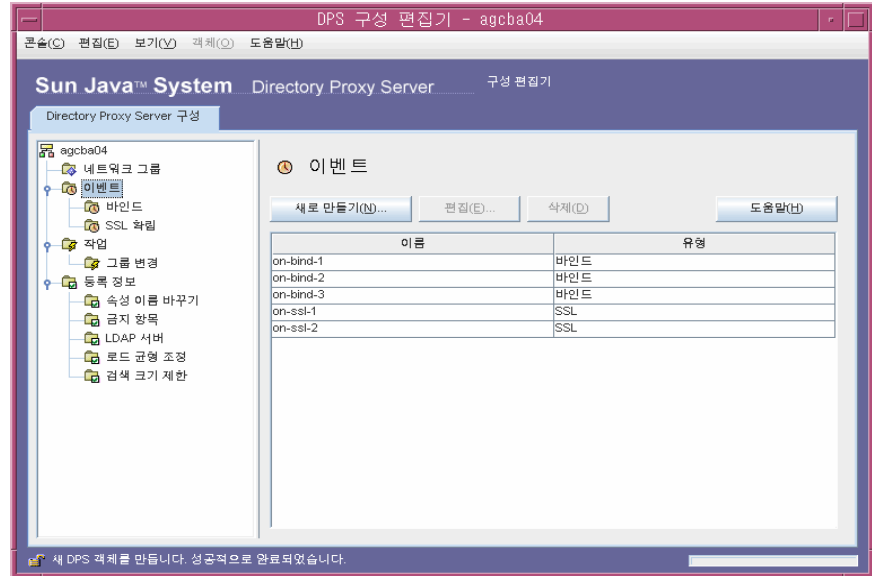 DPS 구성 편집기 - agcba04
콘솔(C) 편집(E) 보기(V) 객체(O) 도움말(H)
Sun Java™ System Directory Proxy Server 구성 편집기
Directory Proxy Server 구성
agcba04
네트워크 그룹
이벤트
바인드
SSL 확립
작업
그룹 변경
등록 정보
속성 이름 바꾸기
금지 항목
LDAP 서버
로드 균형 조정
검색 크기 제한
이벤트
새로 만들기(N)... 편집(E)... 삭제(D) 도움말(H)
이름 유형
on-bind-1 바인드
on-bind-2 바인드
on-bind-3 바인드
on-ssl-1 SSL
on-ssl-2 SSL
새 DPS 객체를 만듭니다. 성공적으로 완료되었습니다.